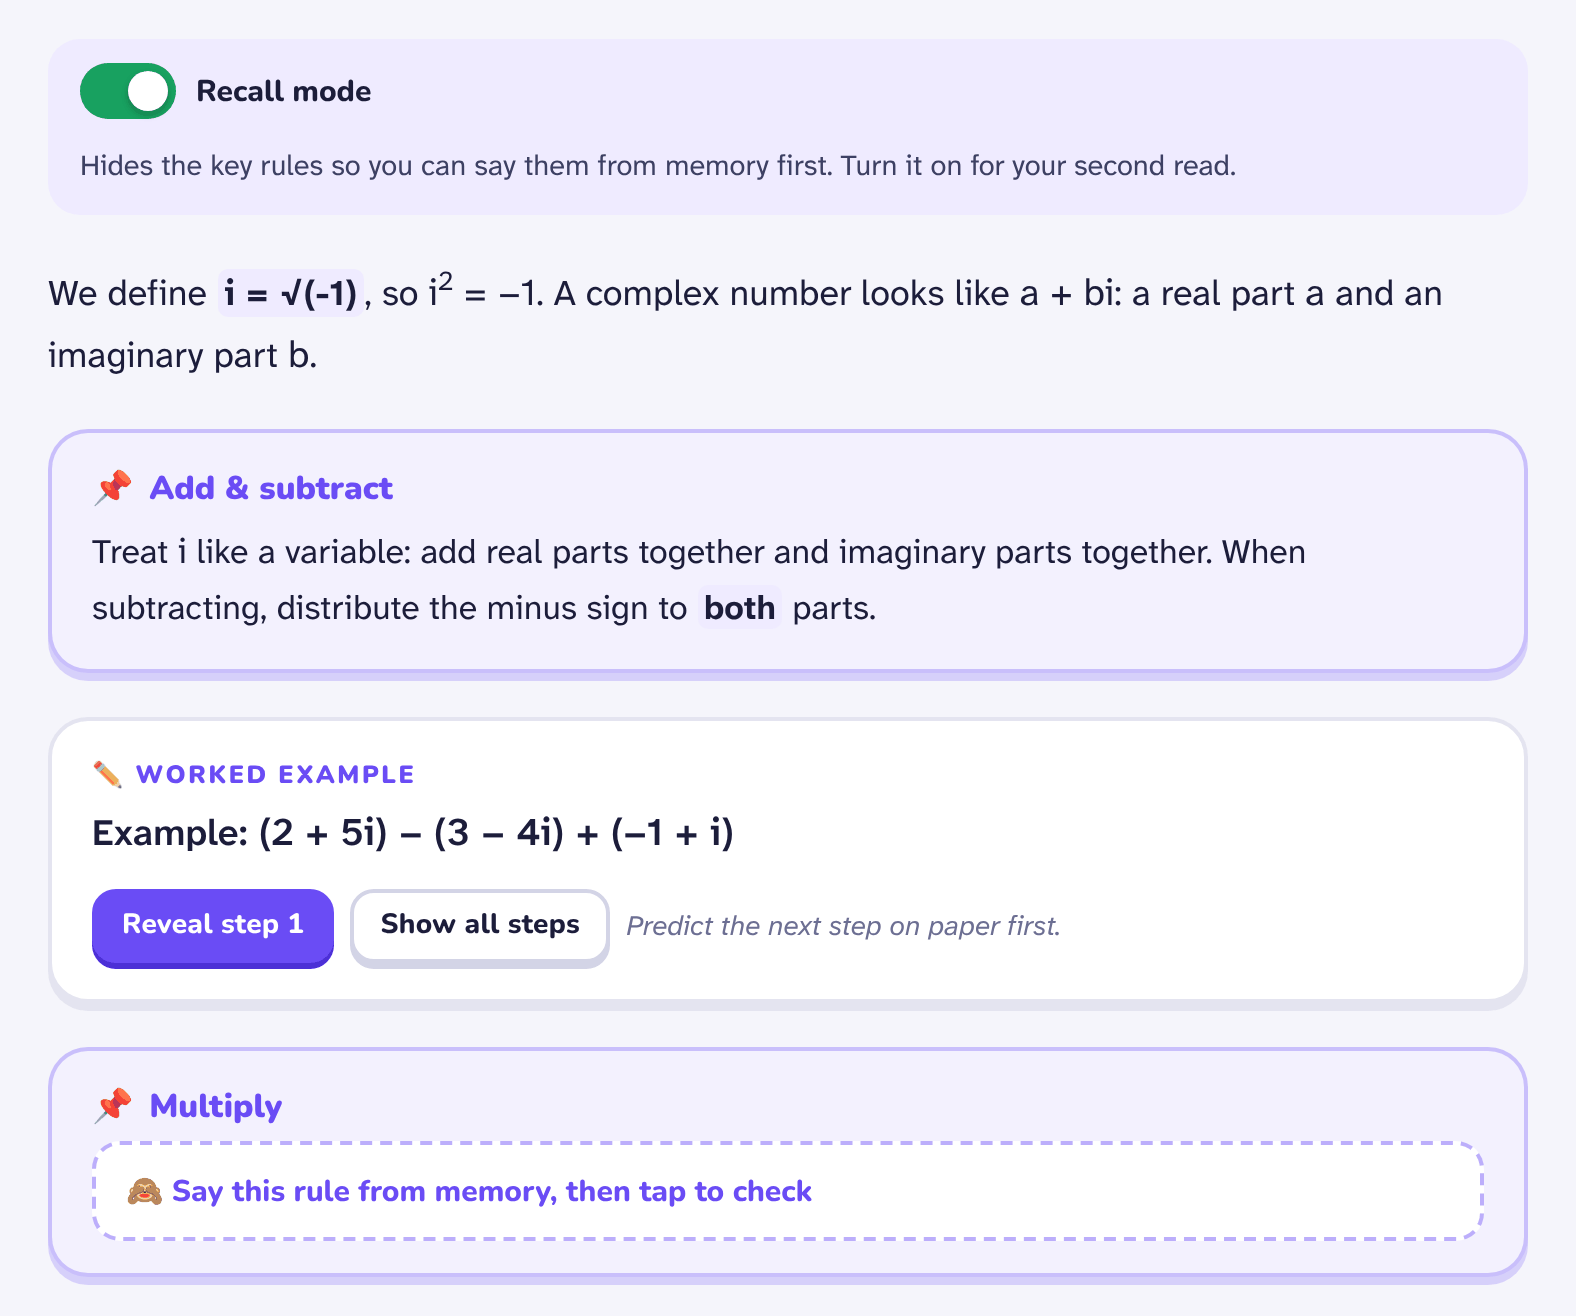 Recall mode
Hides the key rules so you can say them from memory first. Turn it on for your second read.
We define i = √(-1), so i² = −1. A complex number looks like a + bi: a real part a and an
imaginary part b.
📌 Add & subtract
Treat i like a variable: add real parts together and imaginary parts together. When
subtracting, distribute the minus sign to both parts.
✏️ WORKED EXAMPLE
Example: (2 + 5i) − (3 − 4i) + (−1 + i)
Reveal step 1 Show all steps Predict the next step on paper first.
📌 Multiply
🙈 Say this rule from memory, then tap to check